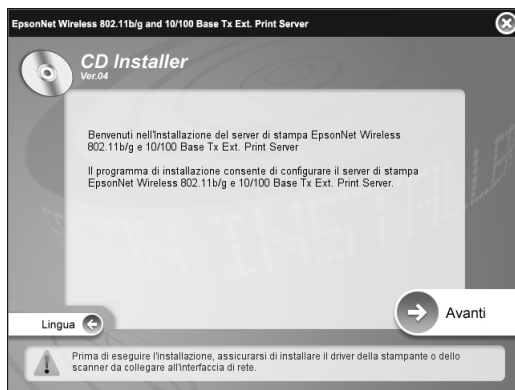 EpsonNet Wireless 802.11b/g and 10/100 Base Tx Ext. Print Server
CD Installer
Ver.04
Benvenuti nell'Installazione del server di stampa EpsonNet Wireless
802.11b/g e 10/100 Base Tx Ext. Print Server
Il programma di installazione consente di configurare il server di stampa
EpsonNet Wireless 802.11b/g e 10/100 Base Tx Ext. Print Server.
Avanti
Lingua
Prima di eseguire l'installazione, assicurarsi di installare il driver della stampante o dello
scanner da collegare all'interfaccia di rete.